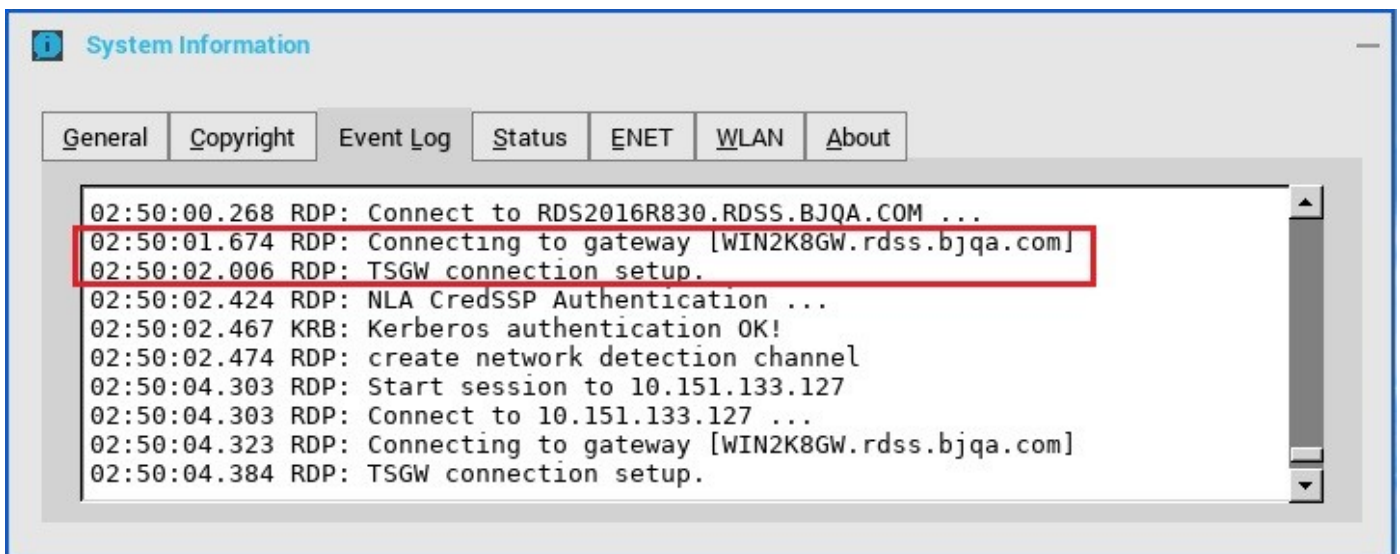 System Information
General Copyright Event Log Status ENET WLAN About
02:50:00.268 RDP: Connect to RDS2016R830.RDSS.BJQA.COM ...
02:50:01.674 RDP: Connecting to gateway [WIN2K8GW.rdss.bjqa.com]
02:50:02.006 RDP: TSGW connection setup.
02:50:02.424 RDP: NLA CredSSP Authentication ...
02:50:02.467 KRB: Kerberos authentication OK!
02:50:02.474 RDP: create network detection channel
02:50:04.303 RDP: Start session to 10.151.133.127
02:50:04.303 RDP: Connect to 10.151.133.127 ...
02:50:04.323 RDP: Connecting to gateway [WIN2K8GW.rdss.bjqa.com]
02:50:04.384 RDP: TSGW connection setup.